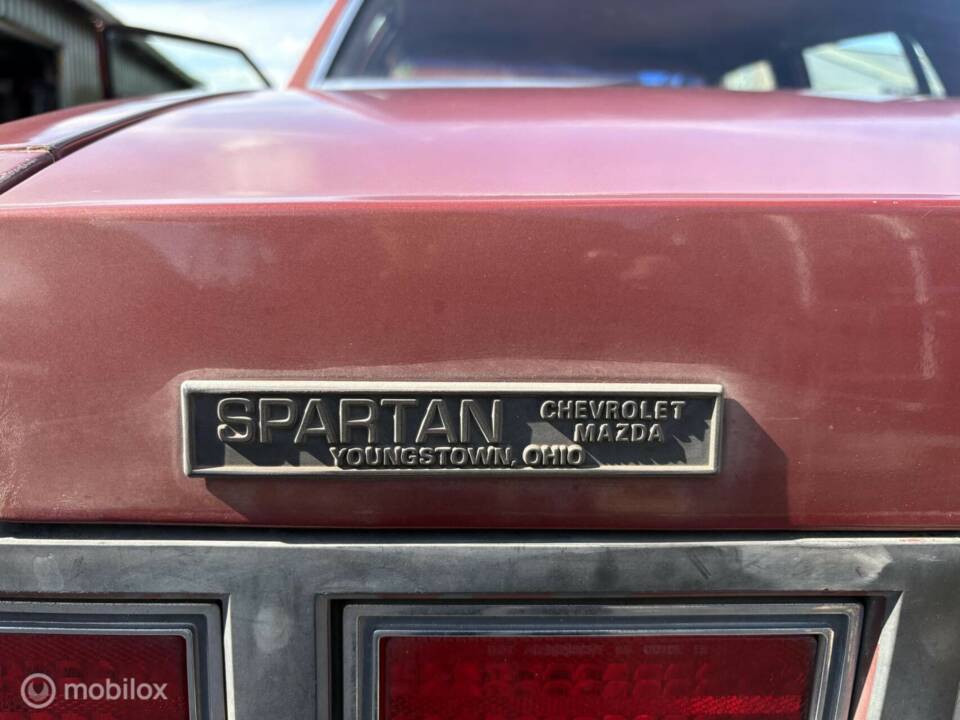 SPARTAN
CHEVROLET
MAZDA
YOUNGSTOWN, OHIO
mobilox